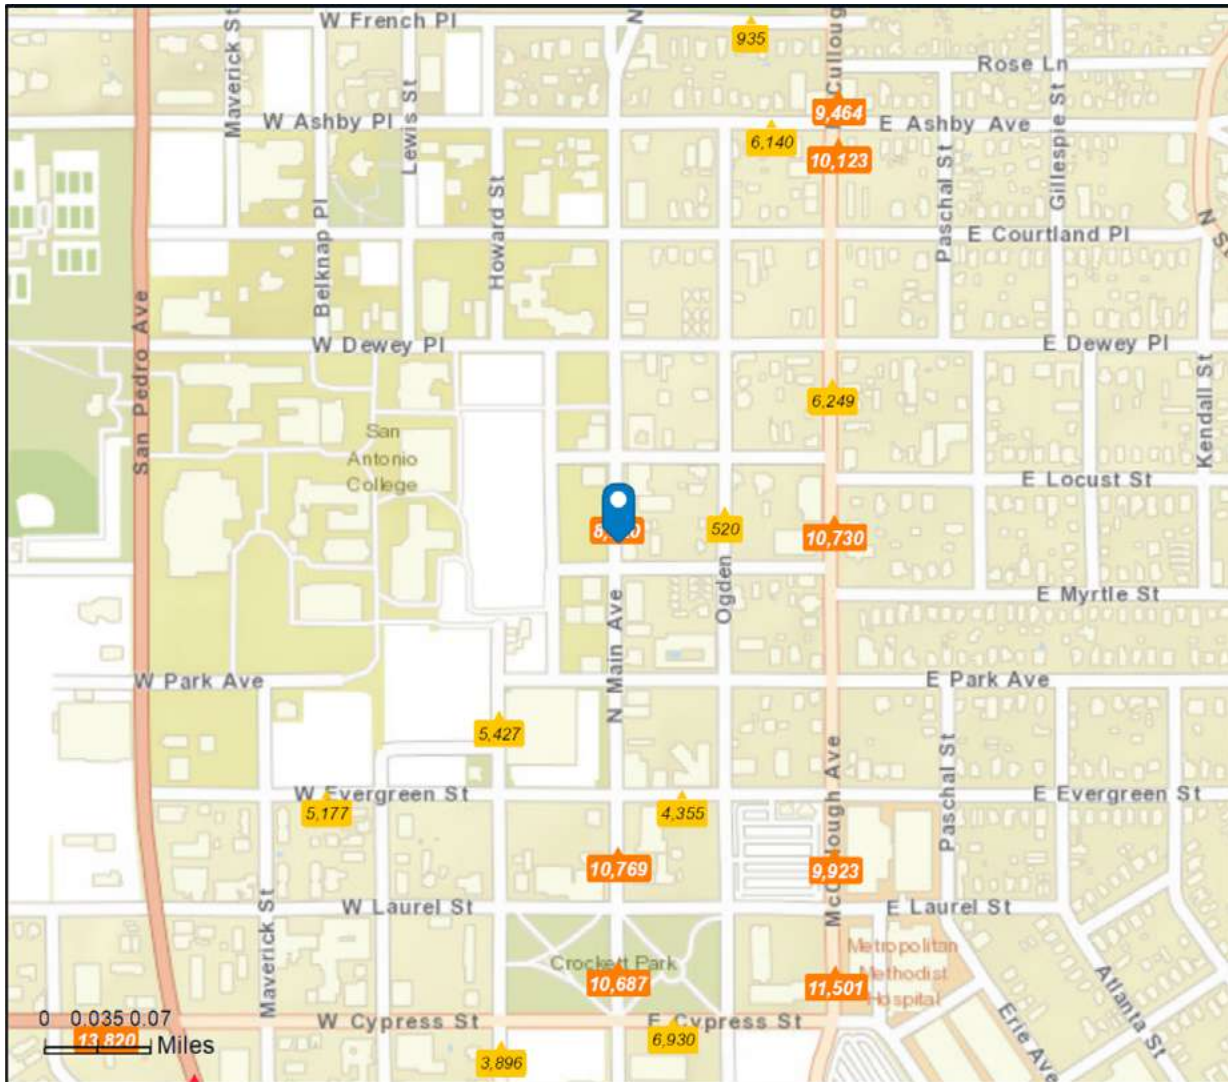 W French Pl
N
935
Maverick St
Lewis St
Rose Ln
9,464
W Ashby Pl
E Ashby Ave
6,140
10,123
Gillespie St
Paschal St
Howard St
Belknap Pl
E Courtland Pl
N St
San Pedro Ave
W Dewey Pl
E Dewey Pl
Kendall St
6,249
San
Antonio
College
E Locust St
520
10,730
Ogden
E Myrtle St
N Main Ave
W Park Ave
E Park Ave
5,427
Paschal St
W Evergreen St
E Evergreen St
5,177
4,355
10,769
9,923
Maverick St
W Laurel St
E Laurel St
Crockett Park
10,687
Metropolitan
Methodist
Hospital
11,501
Atlanta St
Erie Ave
0 0.035 0.07
Miles
13,820
W Cypress St
E Cypress St
6,930
3,896